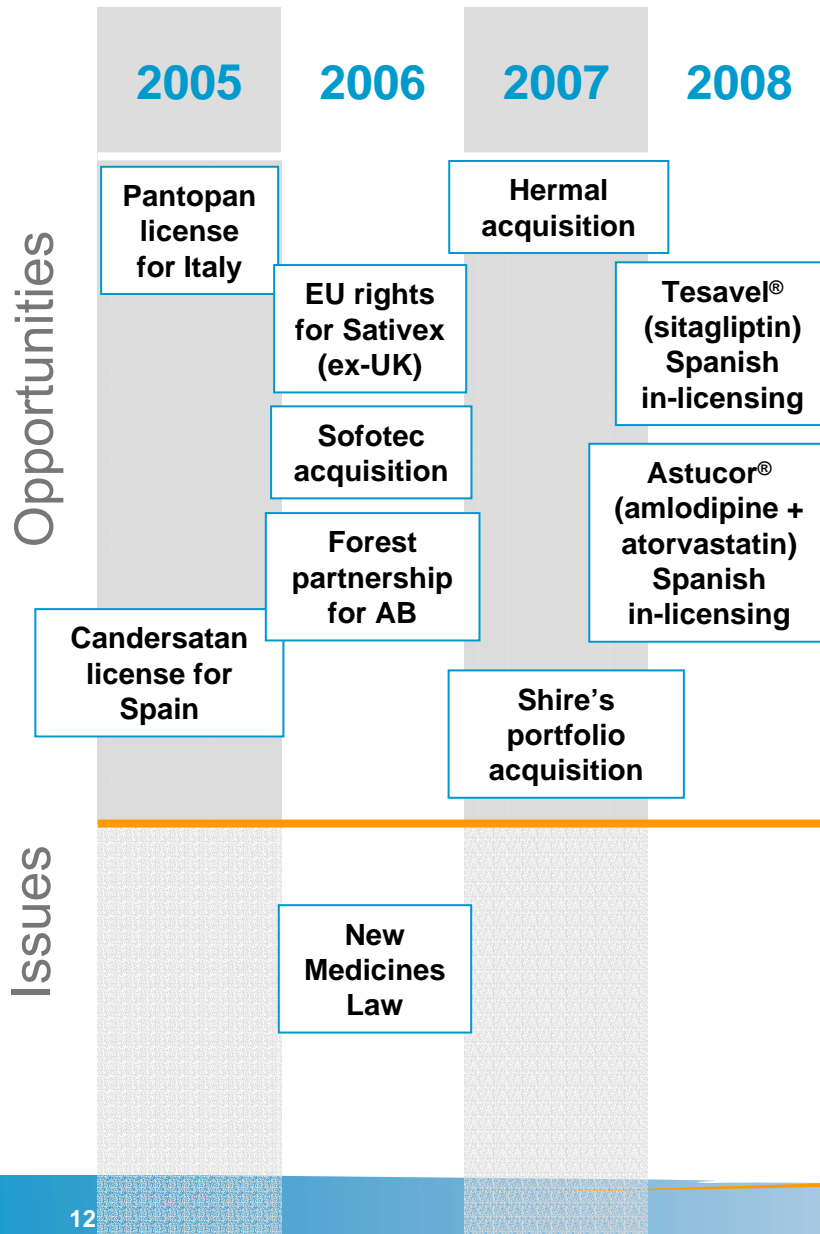 2005 2006 2007 2008
Opportunities
Pantopan
license
for Italy
Candersatan
license for
Spain
EU rights
for Sativex
(ex-UK)
Sofotec
acquisition
Forest
partnership
for AB
Hermal
acquisition
Shire’s
portfolio
acquisition
Tesavel®
(sitagliptin)
Spanish
in-licensing
Astucor®
(amlodipine +
atorvastatin)
Spanish
in-licensing
Issues
New
Medicines
Law
12